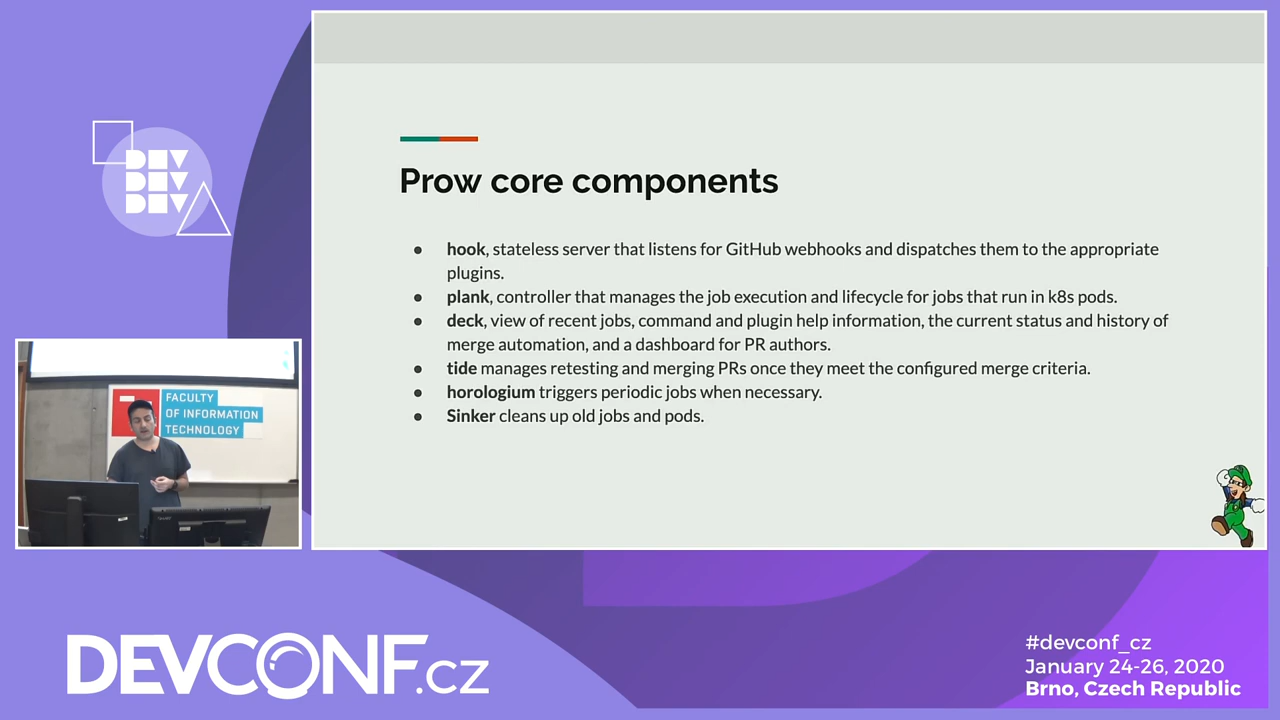 DEV
DEV
DEV
Prow core components
● hook, stateless server that listens for GitHub webhooks and dispatches them to the appropriate
plugins.
● plank, controller that manages the job execution and lifecycle for jobs that run in k8s pods.
● deck, view of recent jobs, command and plugin help information, the current status and history of
merge automation, and a dashboard for PR authors.
● tide manages retesting and merging PRs once they meet the configured merge criteria.
● horologium triggers periodic jobs when necessary.
● Sinker cleans up old jobs and pods.
FACULTY
OF INFORMATION
TECHNOLOGY
DEVCONF.cz
#devconf_cz
January 24-26, 2020
Brno, Czech Republic